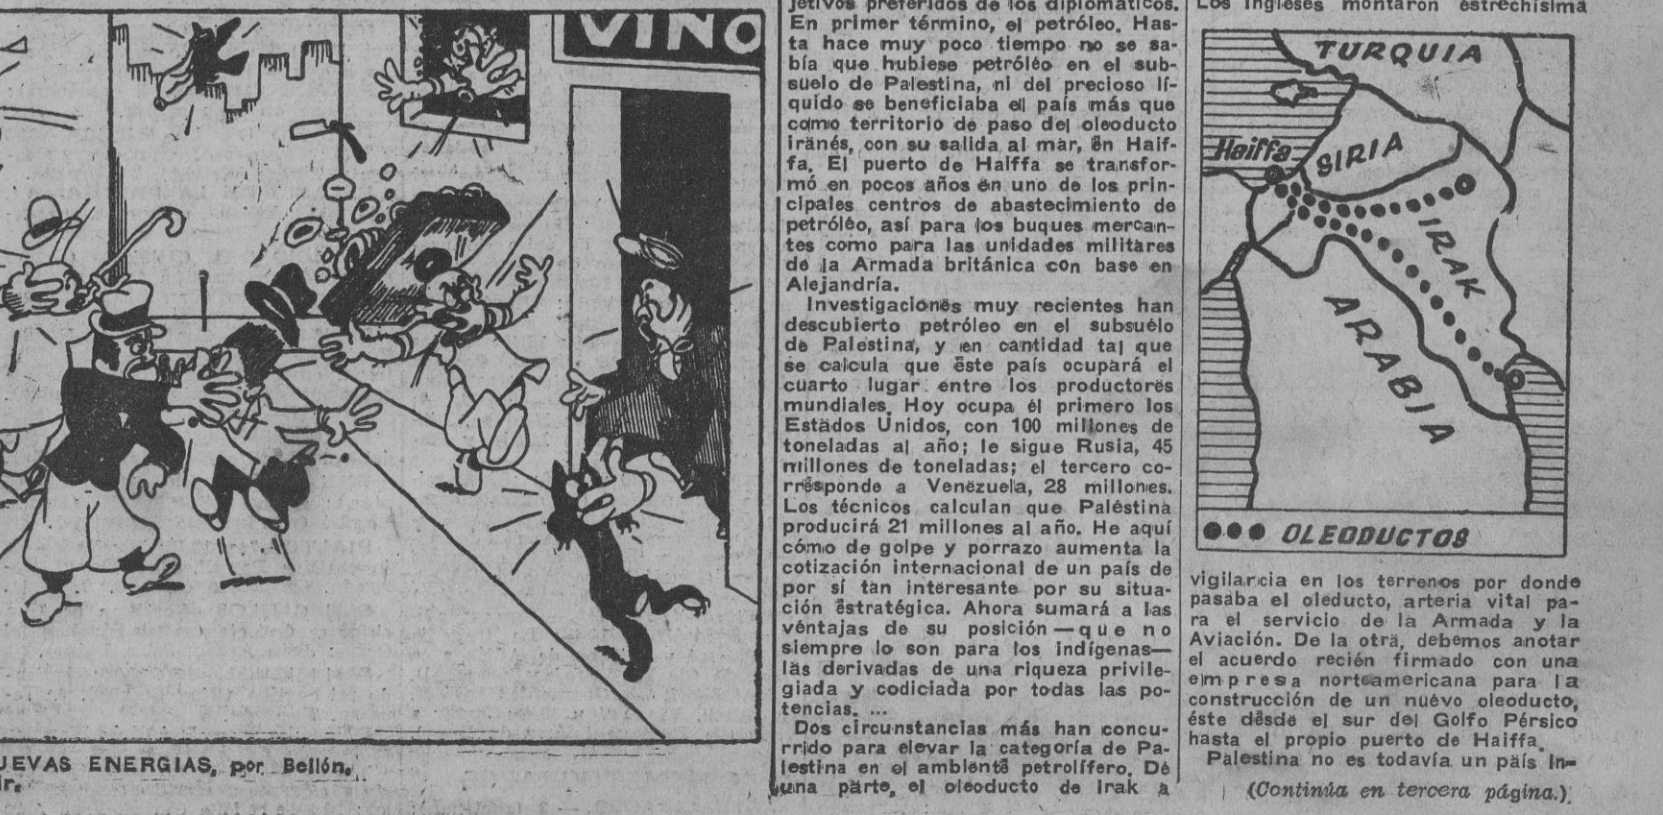 VINO
UEVAS ENERGIAS, por Bellón.
ir.
jetivos preferidos de los diplomáticos.
En primer término, el petróleo. Has-
ta hace muy poco tiempo no se sa-
bía que hubiese petróleo en el sub-
suelo de Palestina, ni del precioso lí-
quido se beneficiaba el país más que
como territorio de paso del oleoducto
iranés, con su salida al mar, en Haif-
fa. El puerto de Haiffa se transfor-
mó en pocos años en uno de los prin-
cipales centros de abastecimiento de
petróleo, así para los buques mercan-
tes como para las unidades militares
de la Armada británica con base en
Alejandría.
Investigaciones muy recientes han
descubierto petróleo en el subsuelo
de Palestina, y en cantidad tal que
se calcula que este país ocupará el
cuarto lugar entre los productores
mundiales. Hoy ocupa el primero los
Estados Unidos, con 100 millones de
toneladas al año; le sigue Rusia, 45
millones de toneladas; el tercero co-
rresponde a Venezuela, 28 millones.
Los técnicos calculan que Palestina
producirá 21 millones al año. He aquí
cómo de golpe y porrazo aumenta la
cotización internacional de un país de
por sí tan interesante por su situa-
ción estratégica. Ahora sumará a las
ventajas de su posición—que no
siempre lo son para los indígenas—
las derivadas de una riqueza privile-
giada y codiciada por todas las po-
tencias. ...
Dos circunstancias más han concu-
rrido para elevar la categoría de Pa-
lestina en el ambiente petrolífero. De
una parte, el oleoducto de Irak a
Los ingleses montaron estrechísima
TURQUIA
Haiffa
SIRIA
IRAK
ARABIA
OLEODUCTOS
vigilancia en los terrenos por donde
pasaba el oleducto, arteria vital pa-
ra el servicio de la Armada y la
Aviación. De la otra, debemos anotar
el acuerdo recién firmado con una
empresa norteamericana para la
construcción de un nuevo oleoducto,
éste desde el sur del Golfo Pérsico
hasta el propio puerto de Haiffa.
Palestina no es todavía un país in-
(Continúa en tercera página.)